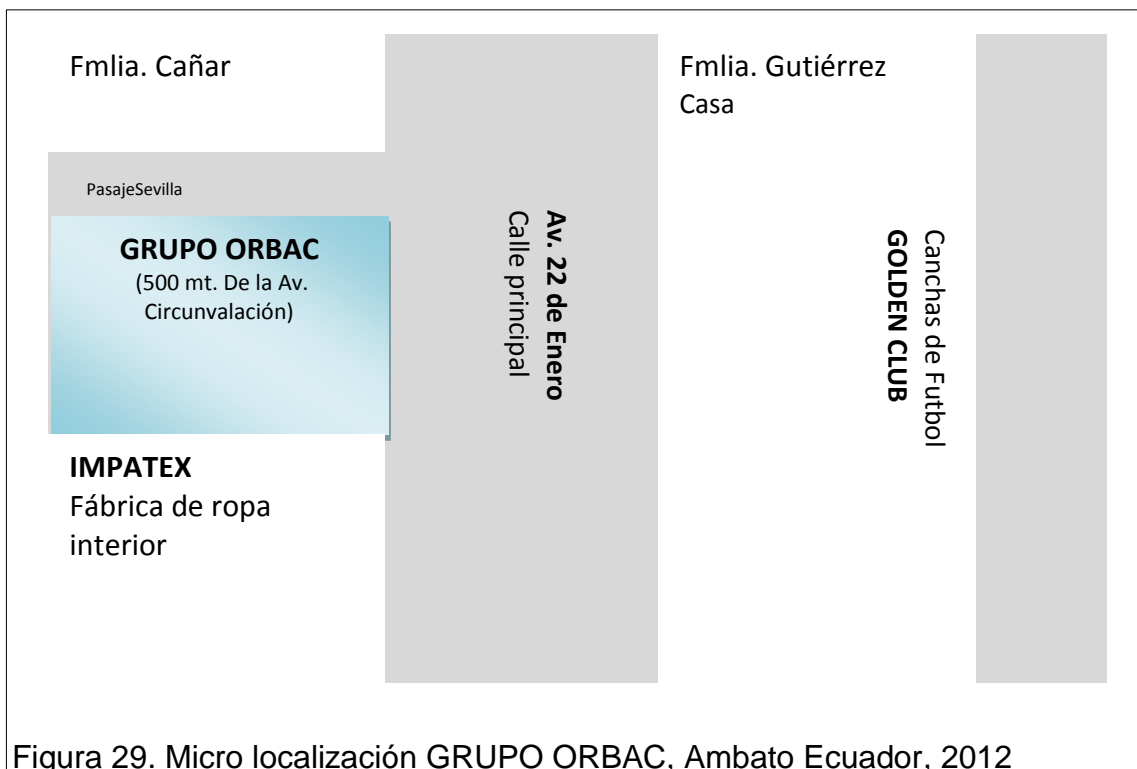 Fmlia. Cañar
Fmlia. Gutiérrez
Casa
PasajeSevilla
GRUPO ORBAC
(500 mt. De la Av.
Circunvalación)
Av. 22 de Enero
Calle principal
Canchas de Futbol
GOLDEN CLUB
IMPATEX
Fábrica de ropa
interior
Figura 29. Micro localización GRUPO ORBAC, Ambato Ecuador, 2012